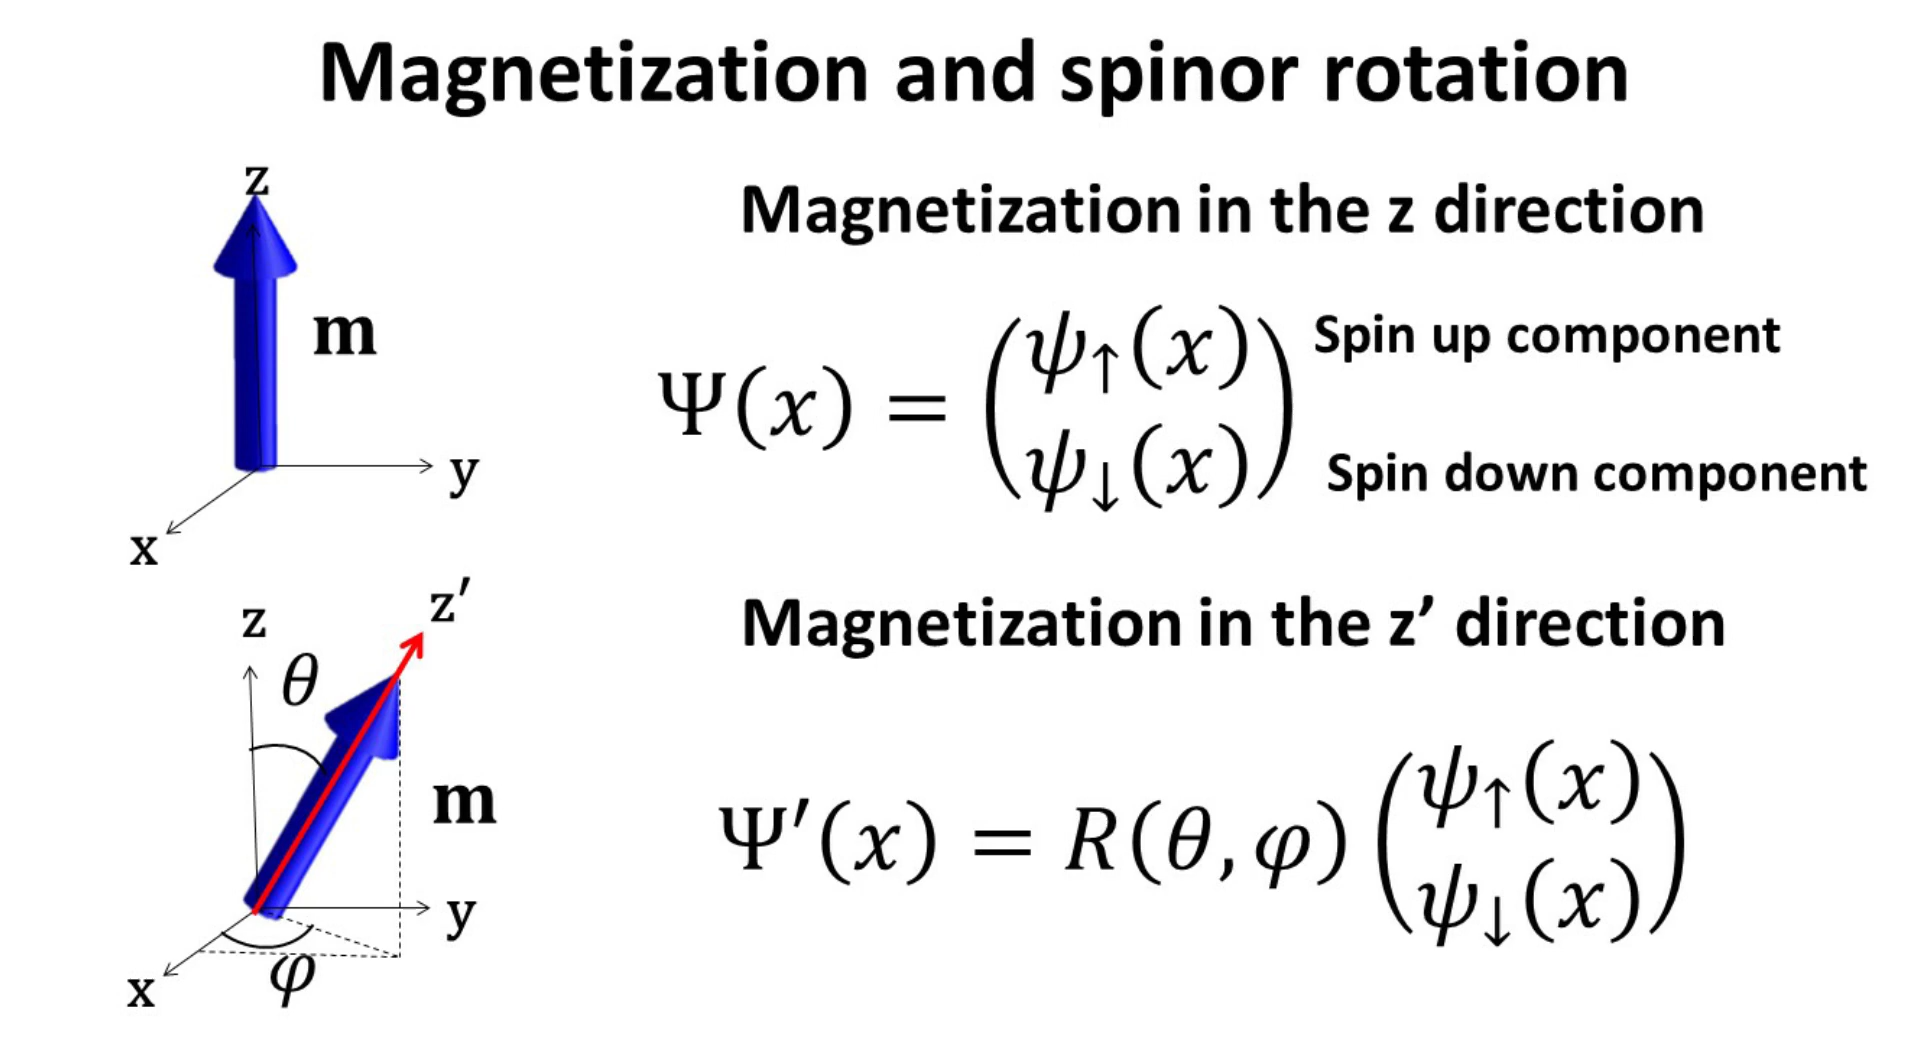 Magnetization and spinor rotation
z
m
y
x
Magnetization in the z direction
Ψ(x) = (ψ↑(x) ψ↓(x))
Spin up component
Spin down component
z
z′
θ
m
y
x
φ
Magnetization in the z’ direction
Ψ′(x) = R(θ, φ) (ψ↑(x) ψ↓(x))